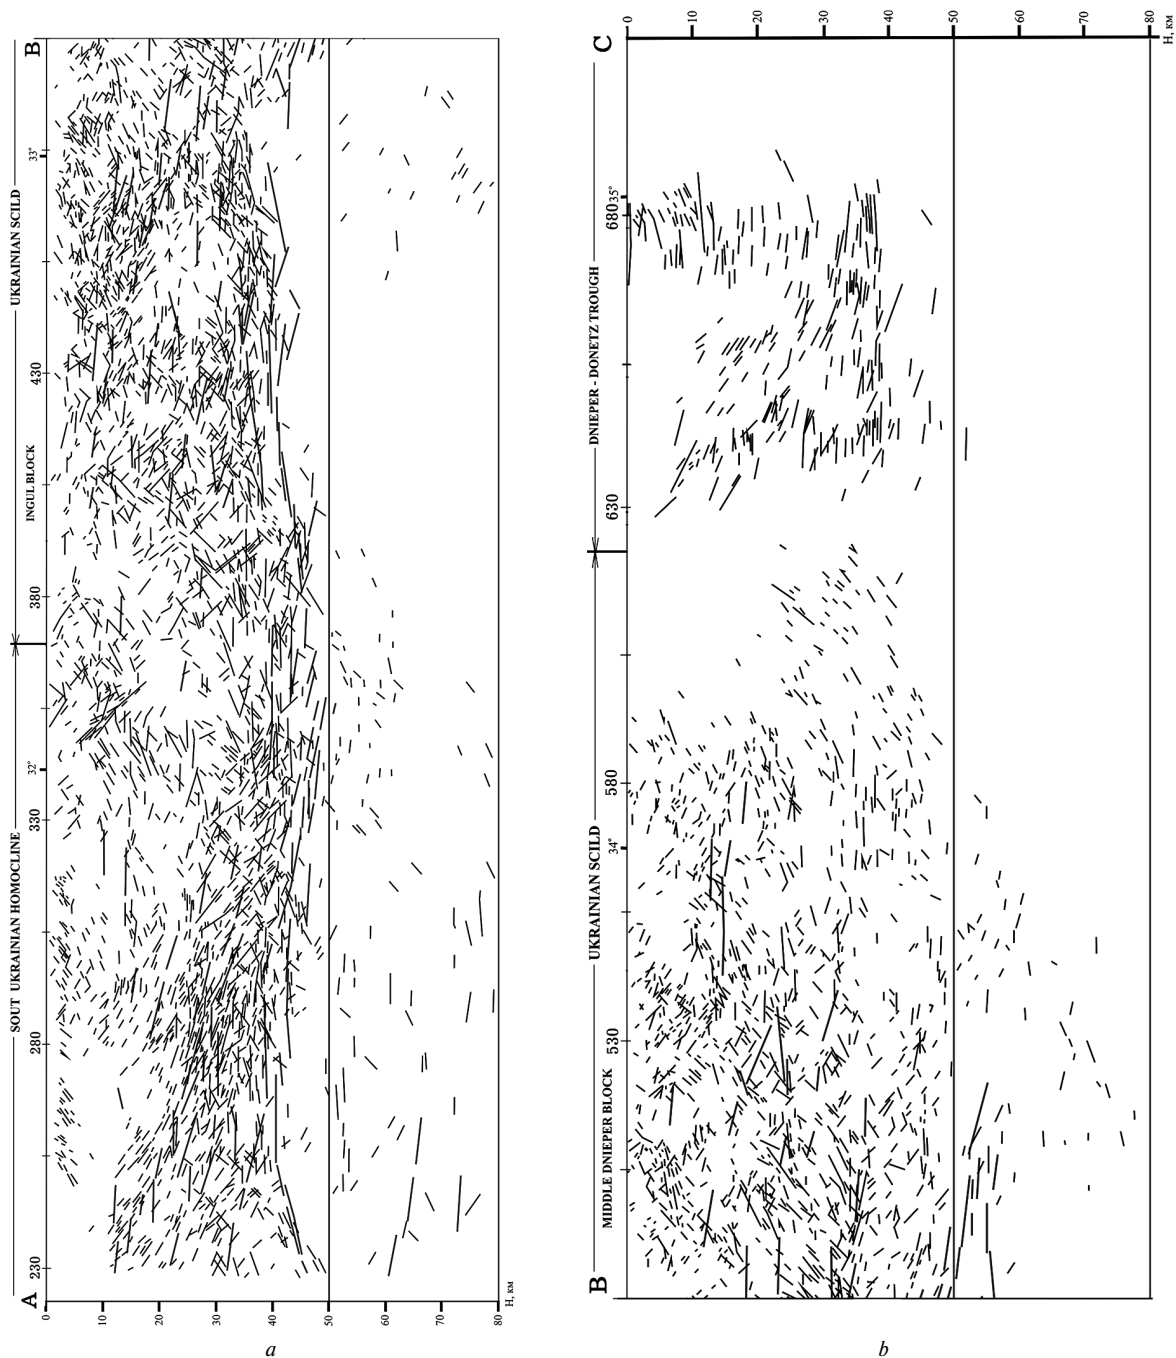 A
B
SOUT UKRAINIAN HOMOCLINE
UKRAINIAN SCILD
INGUL BLOCK
230
280
330
32°
380
430
33°
0
10
20
30
40
50
60
70
80
H, км
a
B
C
UKRAINIAN SCILD
DNIEPER - DONETZ TROUGH
MIDDLE DNIEPER BLOCK
530
34°
580
630
680
35°
0
10
20
30
40
50
60
70
80
H, км
b